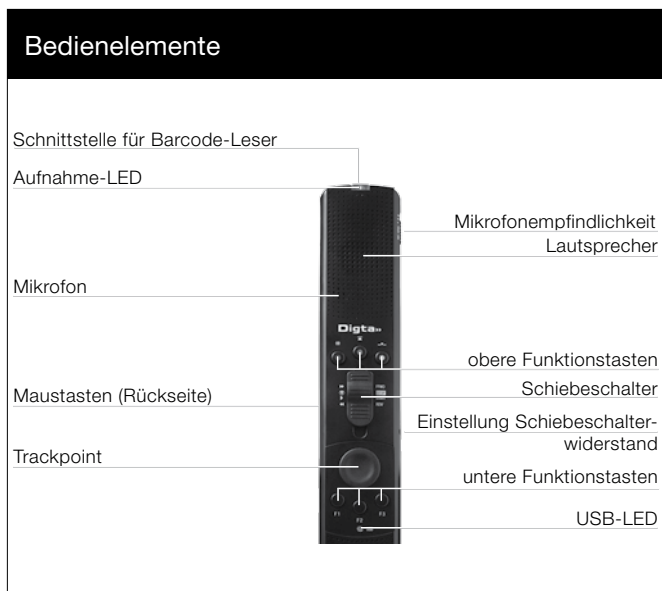 Bedienelemente
Schnittstelle für Barcode-Leser
Aufnahme-LED
Mikrofonempfindlichkeit
Lautsprecher
Mikrofon
Digta
obere Funktionstasten
Maustasten (Rückseite)
Schiebeschalter
Einstellung Schiebeschalter-
widerstand
Trackpoint
untere Funktionstasten
F1
F2
F3
USB-LED